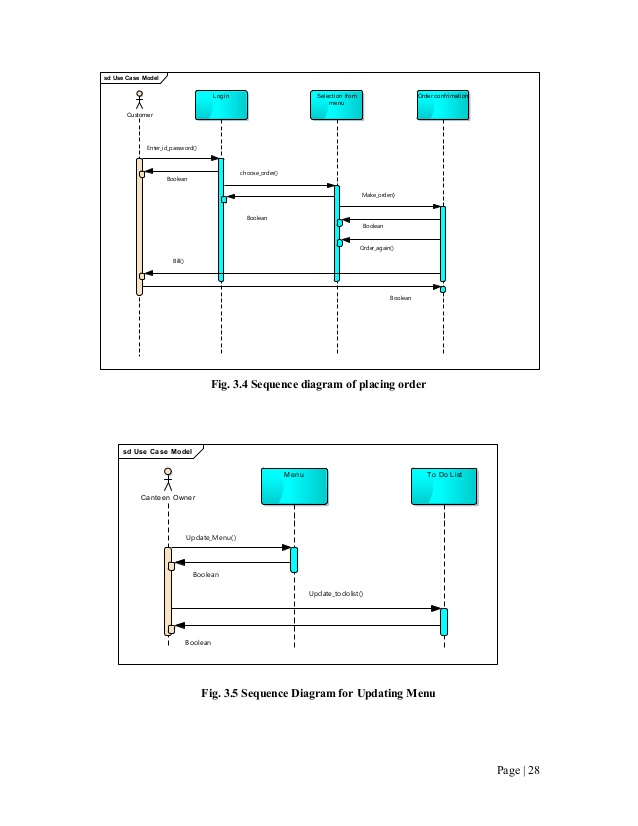 sd Use Case Model
Customer
Login
Selection from
menu
Order confrimation
Enter_id_password()
Boolean
choose_order()
Boolean
Make_order()
Boolean
Order_again()
Bill()
Boolean
Fig. 3.4 Sequence diagram of placing order
sd Use Case Model
Canteen Owner
Menu
To Do List
Update_Menu()
Boolean
Update_todolist()
Boolean
Fig. 3.5 Sequence Diagram for Updating Menu
Page | 28